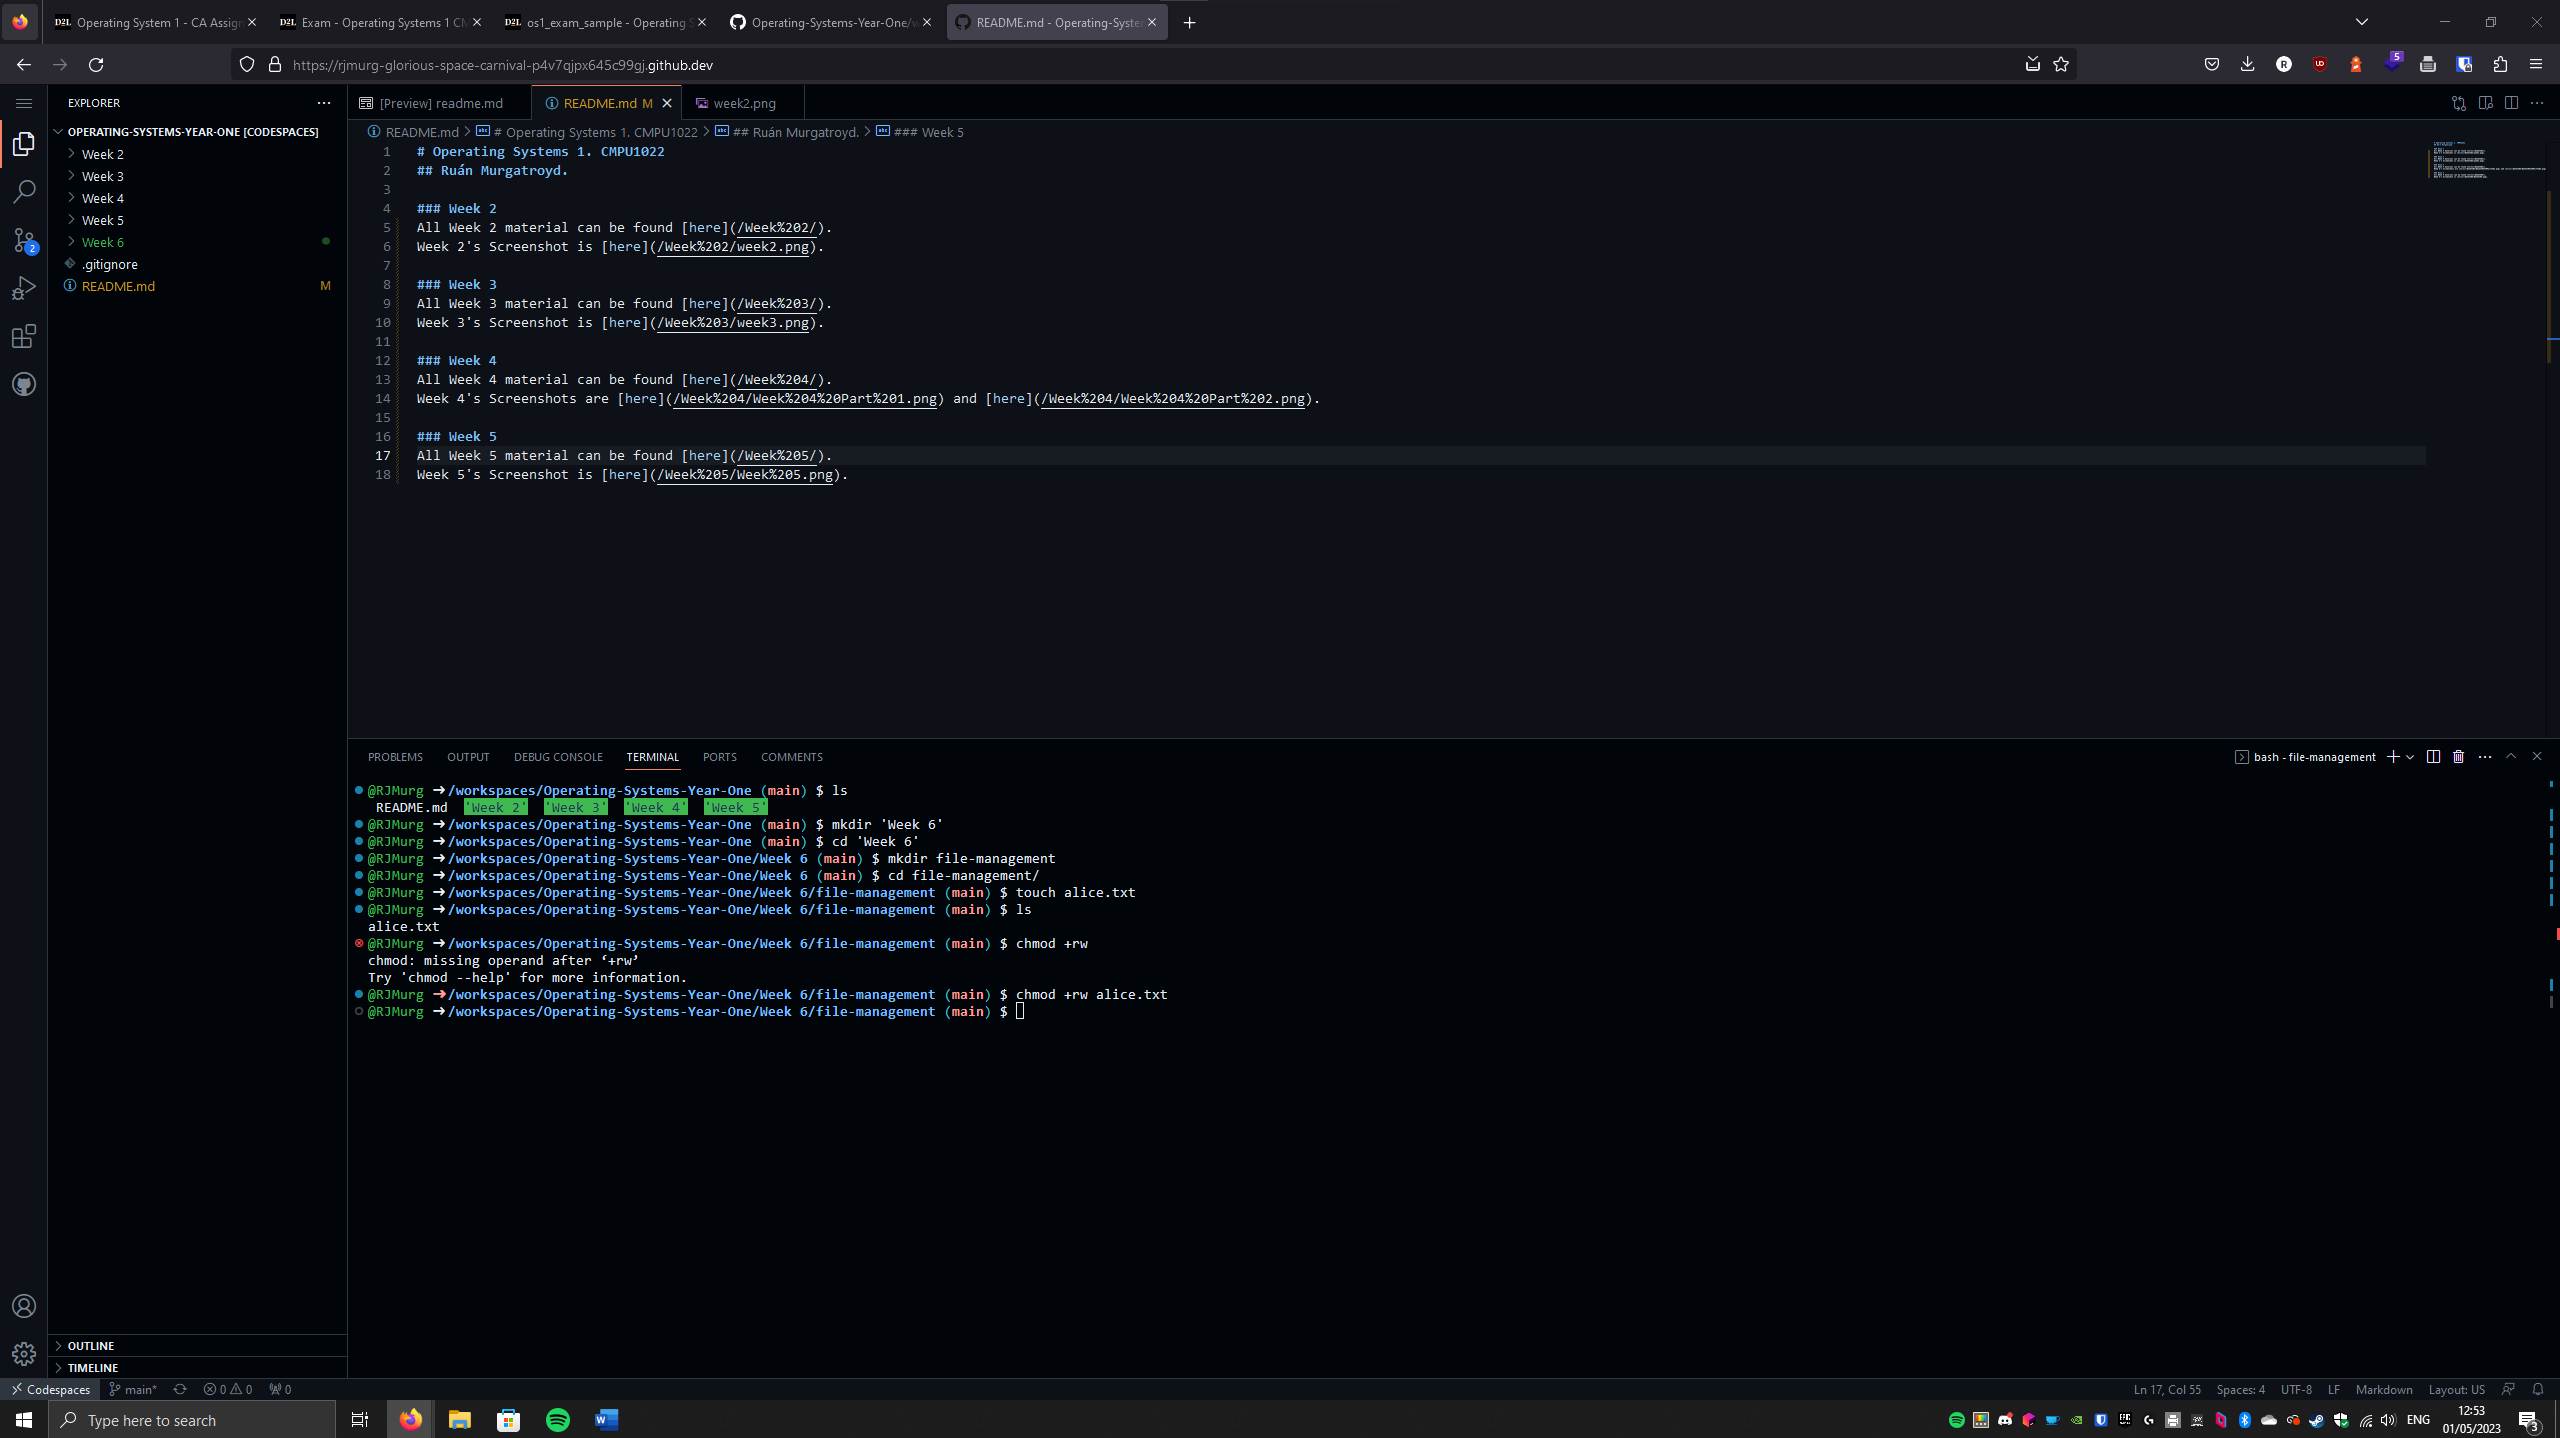 Operating System 1 - CA Assign
Exam - Operating Systems 1 CM
os1_exam_sample - Operating S
Operating-Systems-Year-One/w
README.md - Operating-Syste
https://rjmurg-glorious-space-carnival-p4v7qjpx645c99gj.github.dev
5
EXPLORER
[Preview] readme.md
README.md M
week2.png
OPERATING-SYSTEMS-YEAR-ONE [CODESPACES]
README.md > # Operating Systems 1. CMPU1022 > ## Ruán Murgatroyd. > ### Week 5
Week 2
Week 3
Week 4
Week 5
Week 6
.gitignore
README.md M
2
1 # Operating Systems 1. CMPU1022
2 ## Ruán Murgatroyd.
3
4 ### Week 2
5 All Week 2 material can be found [here](/Week%202/).
6 Week 2's Screenshot is [here](/Week%202/week2.png).
7
8 ### Week 3
9 All Week 3 material can be found [here](/Week%203/).
10 Week 3's Screenshot is [here](/Week%203/week3.png).
11
12 ### Week 4
13 All Week 4 material can be found [here](/Week%204/).
14 Week 4's Screenshots are [here](/Week%204/Week%204%20Part%201.png) and [here](/Week%204/Week%204%20Part%202.png).
15
16 ### Week 5
17 All Week 5 material can be found [here](/Week%205/).
18 Week 5's Screenshot is [here](/Week%205/Week%205.png).
PROBLEMS OUTPUT DEBUG CONSOLE TERMINAL PORTS COMMENTS
bash - file-management
@RJMurg ➜/workspaces/Operating-Systems-Year-One (main) $ ls
README.md 'Week 2' 'Week 3' 'Week 4' 'Week 5'
@RJMurg ➜/workspaces/Operating-Systems-Year-One (main) $ mkdir 'Week 6'
@RJMurg ➜/workspaces/Operating-Systems-Year-One (main) $ cd 'Week 6'
@RJMurg ➜/workspaces/Operating-Systems-Year-One/Week 6 (main) $ mkdir file-management
@RJMurg ➜/workspaces/Operating-Systems-Year-One/Week 6 (main) $ cd file-management/
@RJMurg ➜/workspaces/Operating-Systems-Year-One/Week 6/file-management (main) $ touch alice.txt
@RJMurg ➜/workspaces/Operating-Systems-Year-One/Week 6/file-management (main) $ ls
alice.txt
@RJMurg ➜/workspaces/Operating-Systems-Year-One/Week 6/file-management (main) $ chmod +rw
chmod: missing operand after ‘+rw’
Try 'chmod --help' for more information.
@RJMurg ➜/workspaces/Operating-Systems-Year-One/Week 6/file-management (main) $ chmod +rw alice.txt
@RJMurg ➜/workspaces/Operating-Systems-Year-One/Week 6/file-management (main) $
OUTLINE
TIMELINE
Codespaces main* 0 0 0
Ln 17, Col 55 Spaces: 4 UTF-8 LF Markdown Layout: US
Type here to search
ENG
12:53
01/05/2023
3